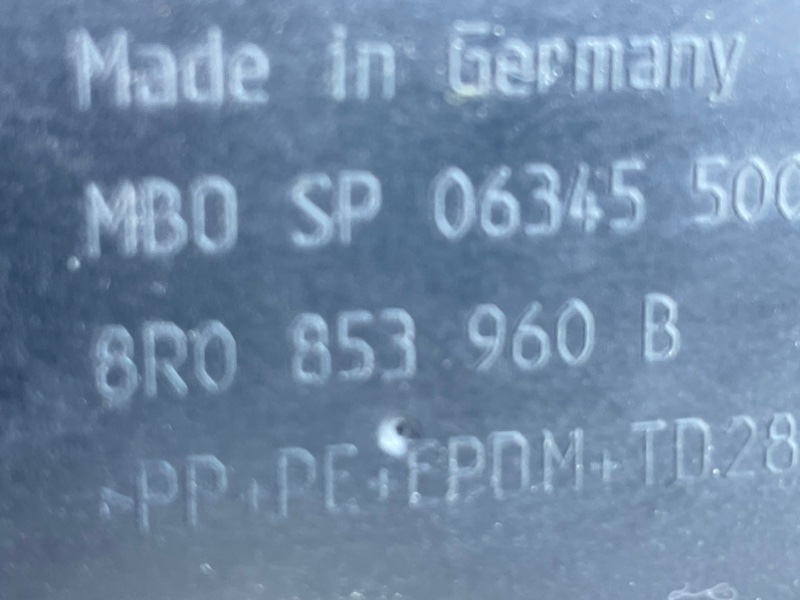 Made in Germany
MBO SP 06345 500
8R0 853 960 B
>PP+PE+EPDM+TD28